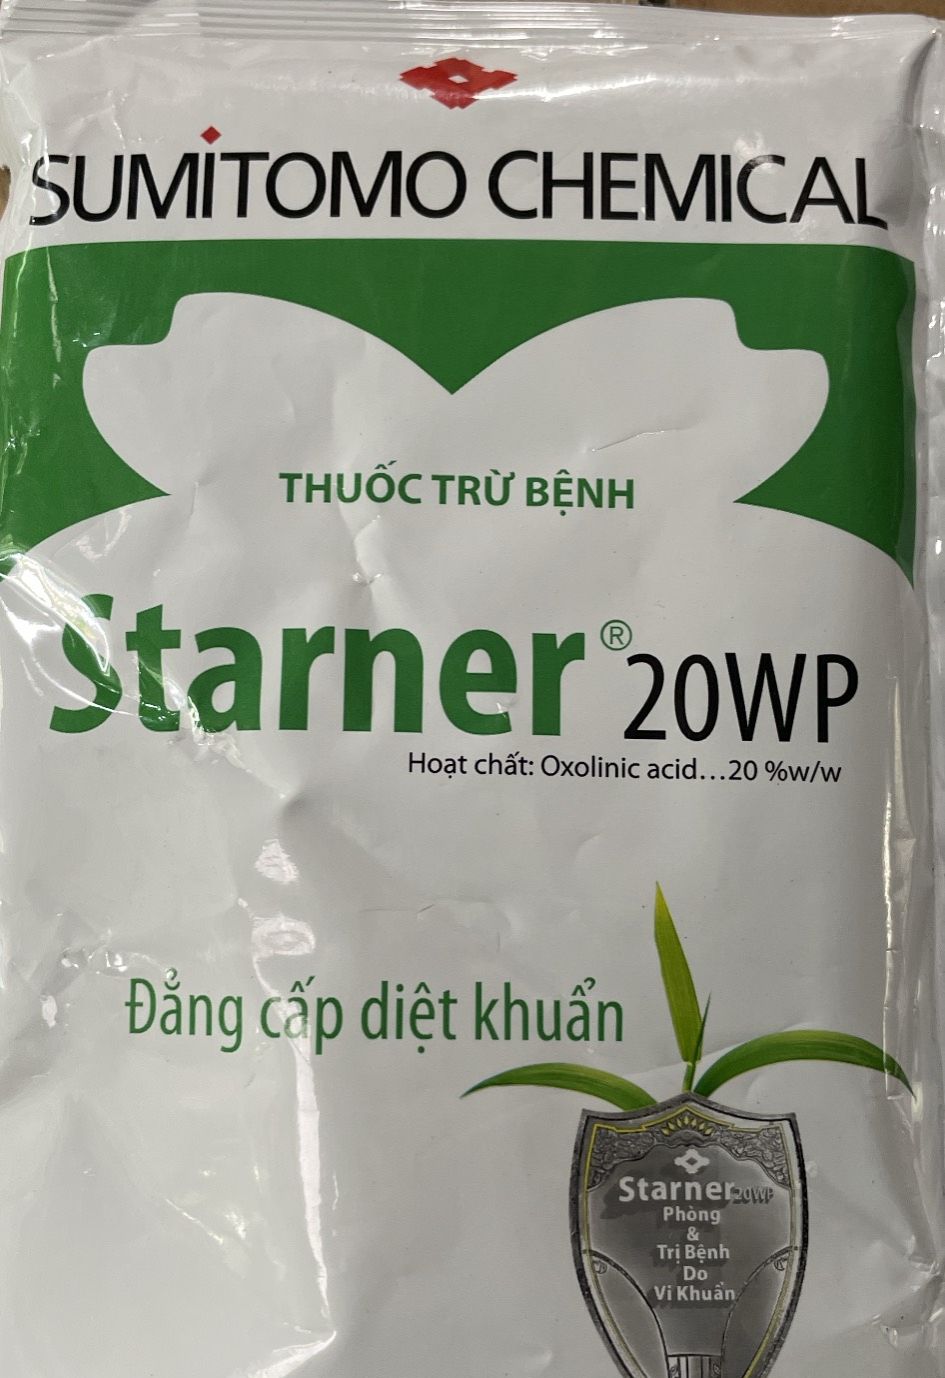 SUMITOMO CHEMICAL
THUỐC TRỪ BỆNH
Starner® 20WP
Hoạt chất: Oxolinic acid...20 %w/w
Đẳng cấp diệt khuẩn
Starner 20WP
Phòng
&
Trị Bệnh
Do
Vi Khuẩn